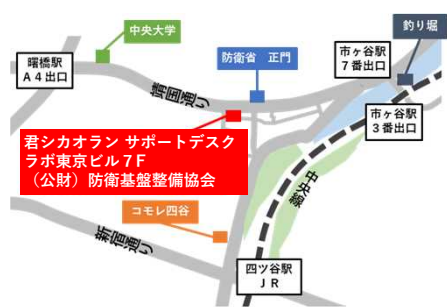 中央大学
釣り堀
市ヶ谷駅
7番出口
曙橋駅
A4出口
防衛省 正門
靖国通り
市ヶ谷駅
3番出口
君シカオラン サポートデスク
ラボ東京ビル7F
（公財）防衛基盤整備協会
中央線
コモレ四谷
新宿通り
四ツ谷駅
JR